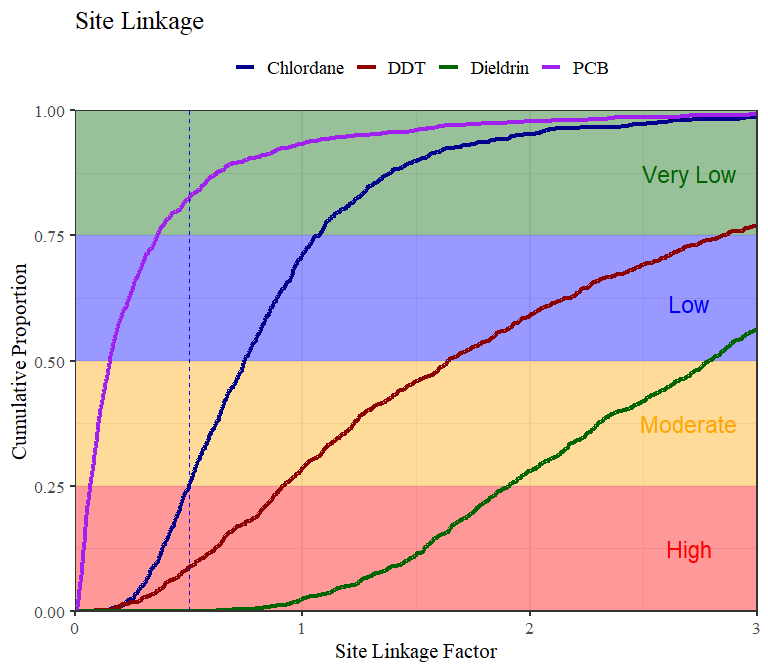 Site Linkage
Chlordane DDT Dieldrin PCB
1.00
0.75
0.50
0.25
0.00
Cumulative Proportion
Very Low
Low
Moderate
High
0 1 2 3
Site Linkage Factor